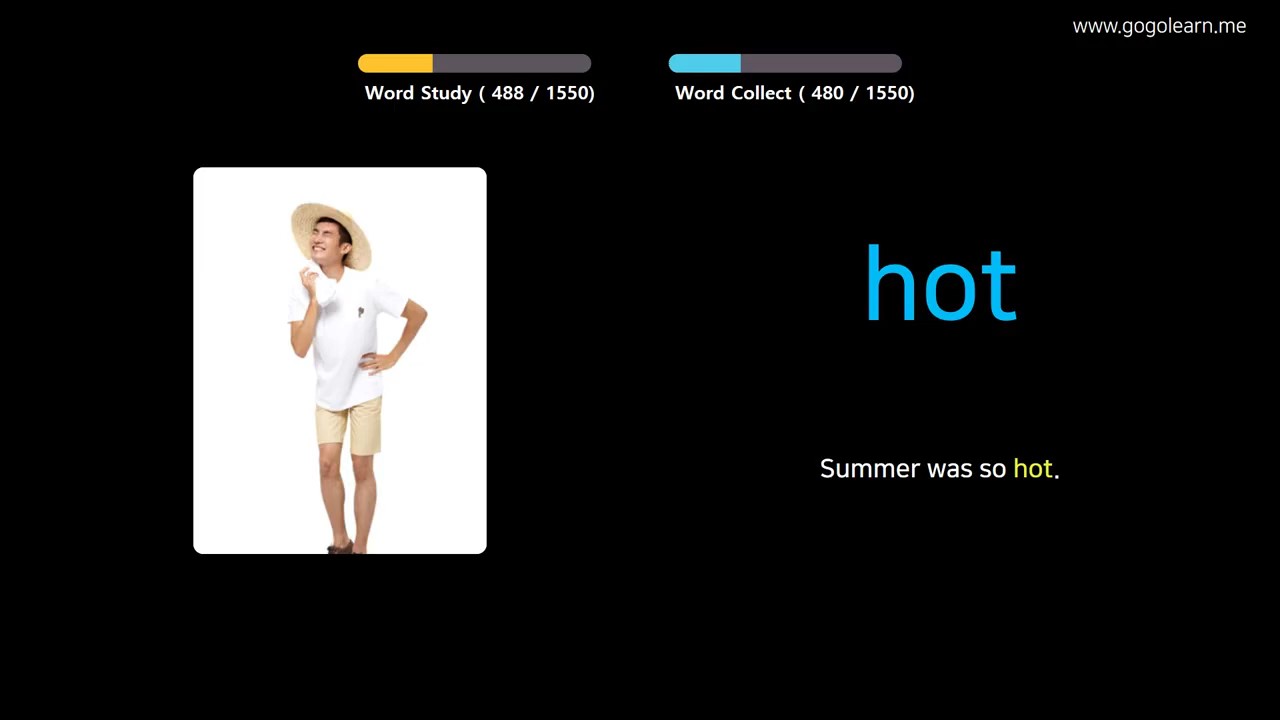 www.gogolearn.me
Word Study ( 488 / 1550)
Word Collect ( 480 / 1550)
hot
Summer was so hot.